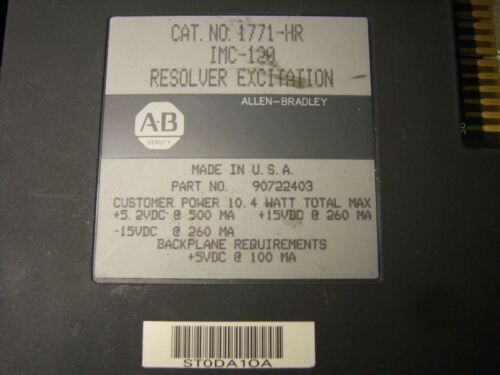 CAT. NO. 1771-HR
IMC-120
RESOLVER EXCITATION
ALLEN-BRADLEY
A-B
QUALITY
MADE IN U.S.A.
PART NO. 90722403
CUSTOMER POWER 10.4 WATT TOTAL MAX
+5.2VDC @ 500 MA +15VDC @ 260 MA
-15VDC @ 260 MA
BACKPLANE REQUIREMENTS
+5VDC @ 100 MA
ST0DA10A